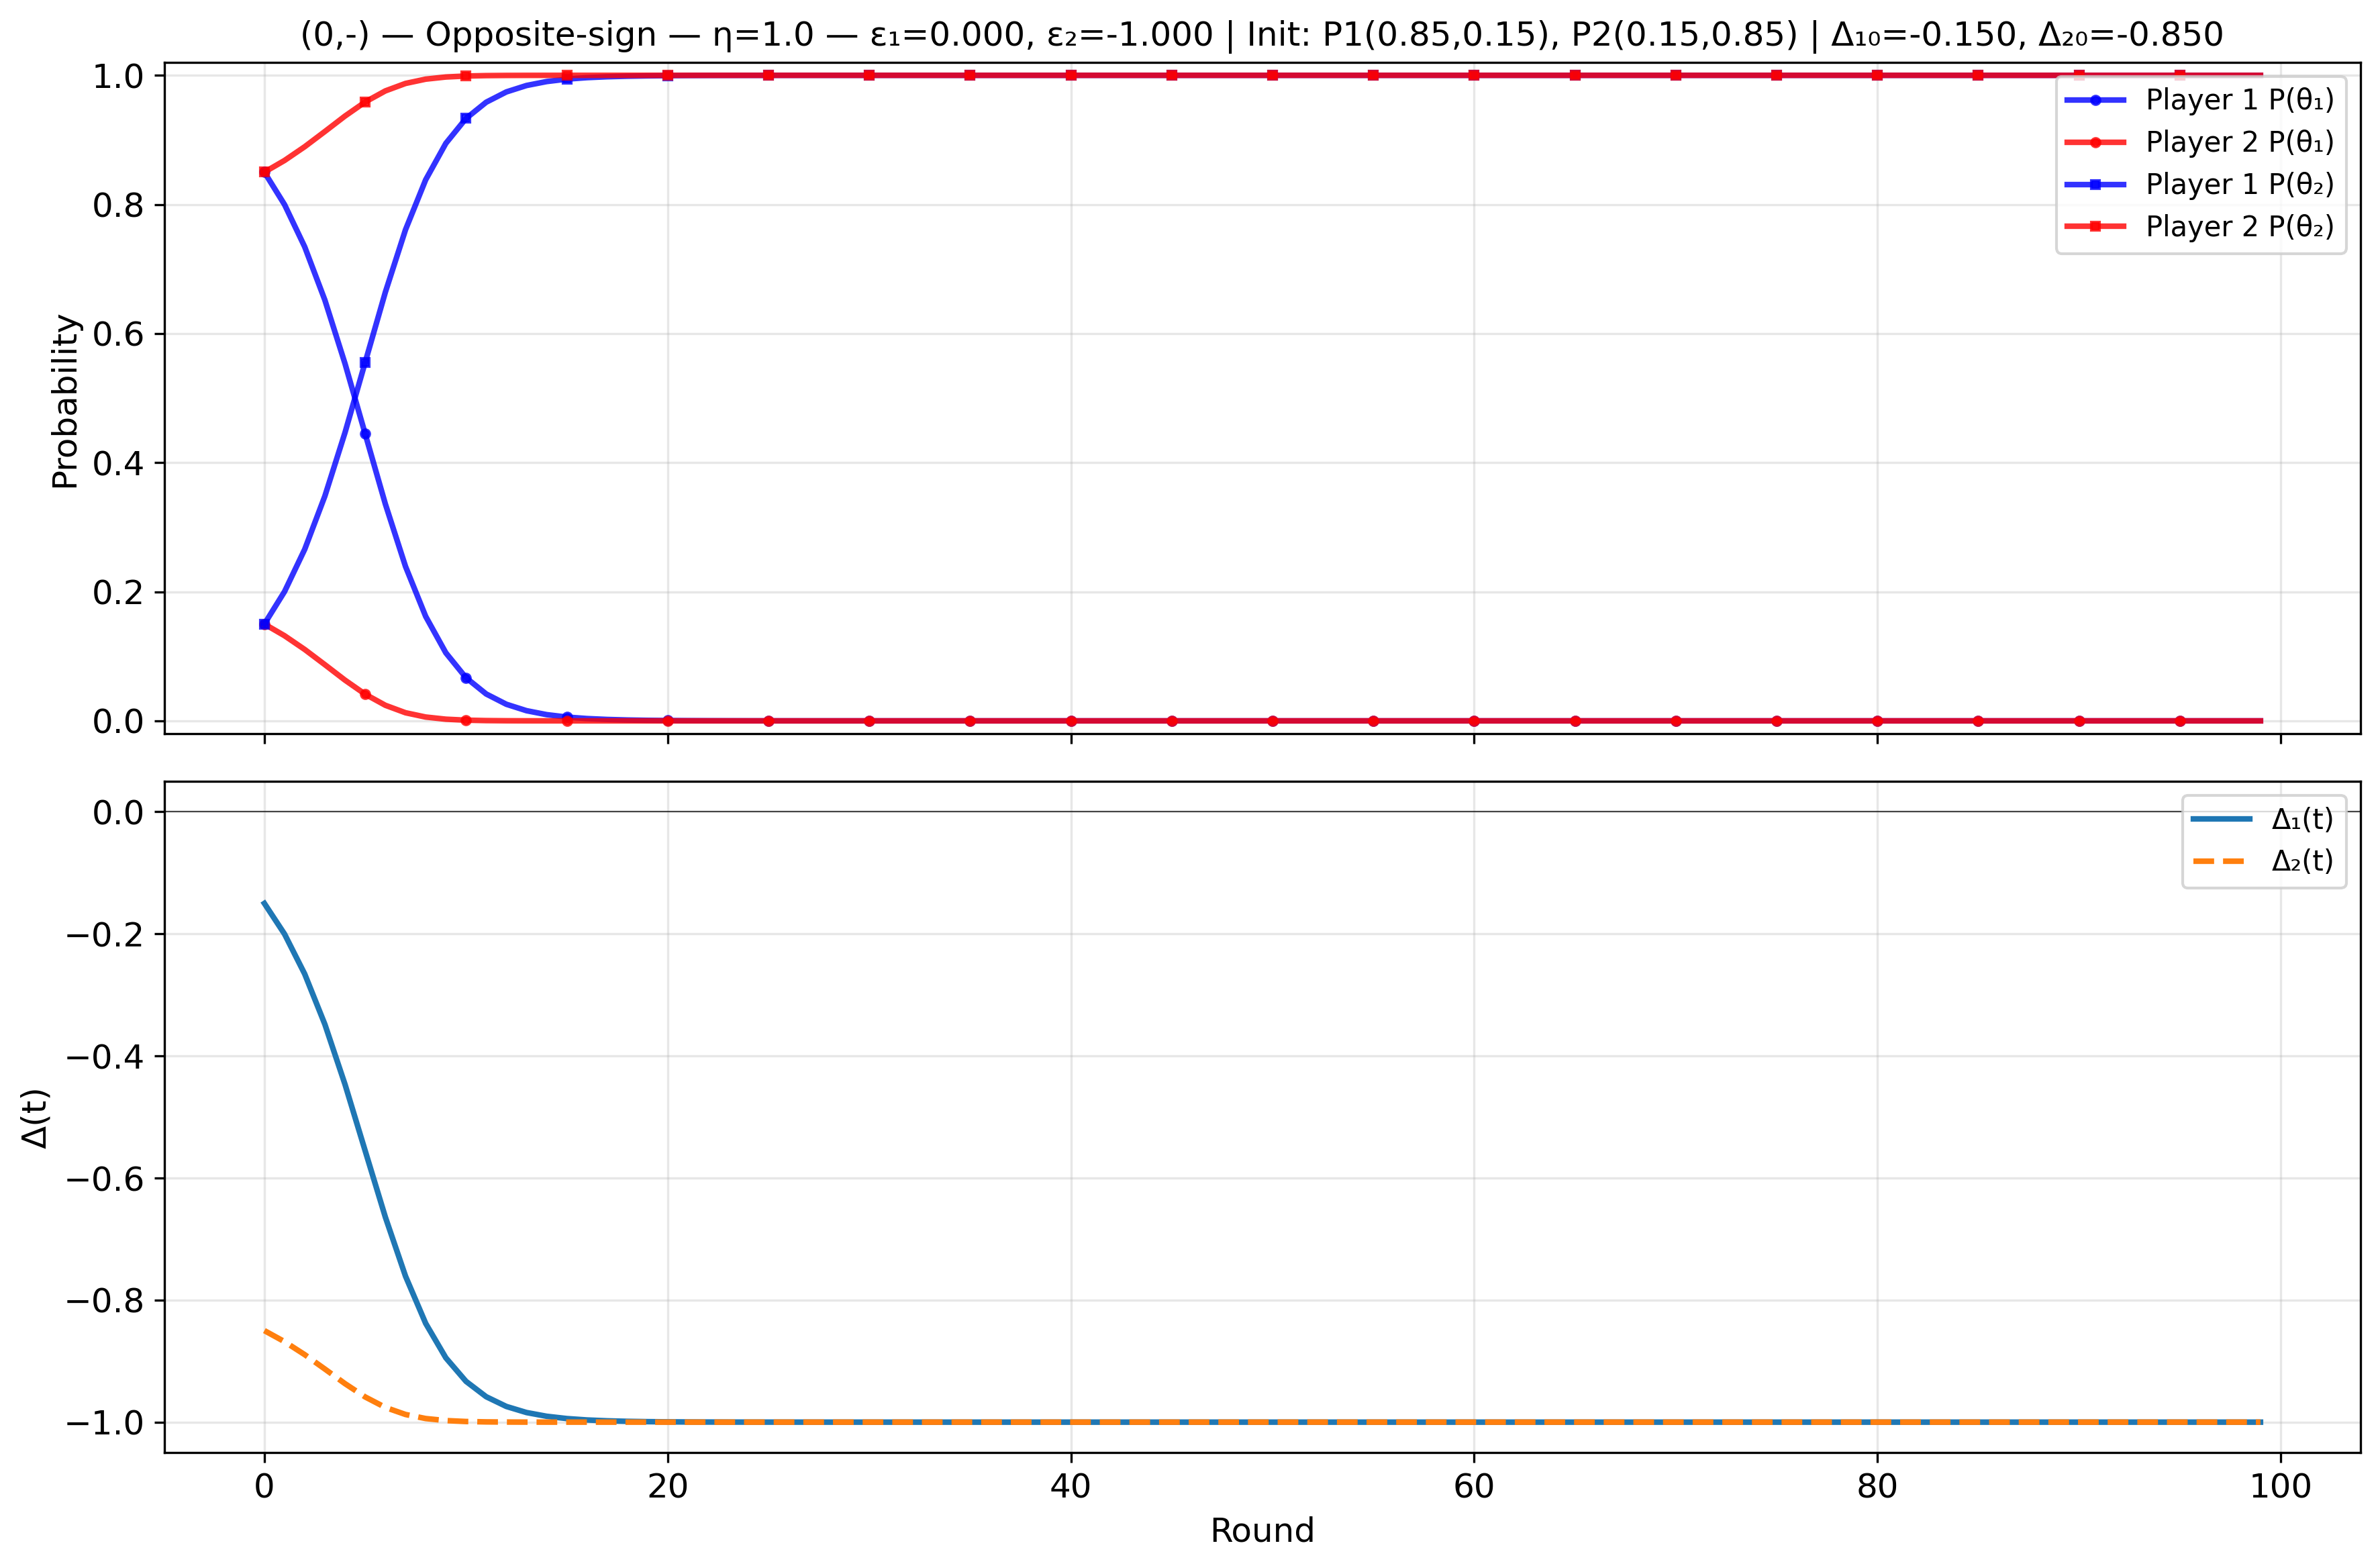 (0,-) — Opposite-sign — η=1.0 — ε₁=0.000, ε₂=-1.000 | Init: P1(0.85,0.15), P2(0.15,0.85) | Δ₁₀=-0.150, Δ₂₀=-0.850
1.0
0.8
0.6
0.4
0.2
0.0
Probability
Player 1 P(θ₁)
Player 2 P(θ₁)
Player 1 P(θ₂)
Player 2 P(θ₂)
0.0
−0.2
−0.4
−0.6
−0.8
−1.0
Δ(t)
Δ₁(t)
Δ₂(t)
0 20 40 60 80 100
Round